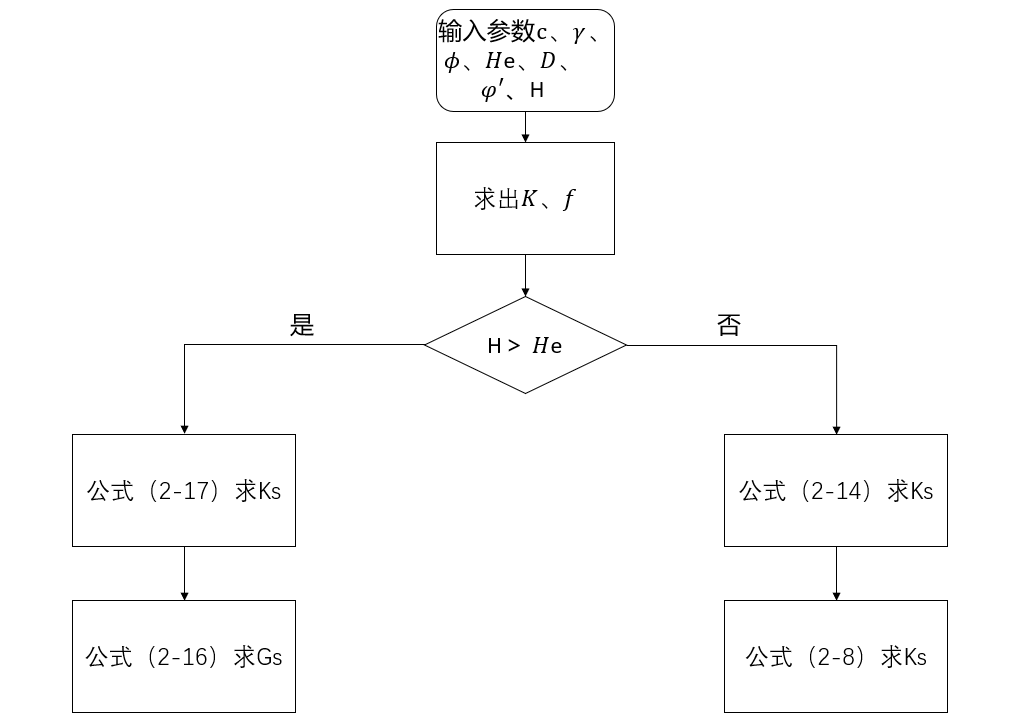 输入参数c、γ、
ϕ、He、D、
φ′、H
求出K、f
H > He
是
否
公式（2-17）求Ks
公式（2-14）求Ks
公式（2-16）求Gs
公式（2-8）求Ks